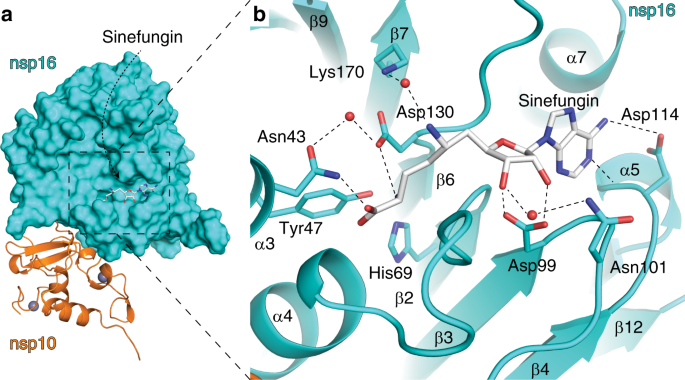 a
Sinefungin
nsp16
nsp10
b
β9
β7
nsp16
α7
Lys170
Asp130
Sinefungin
Asp114
Asn43
α5
β6
Tyr47
α3
His69
Asp99
Asn101
β2
α4
β3
β12
β4